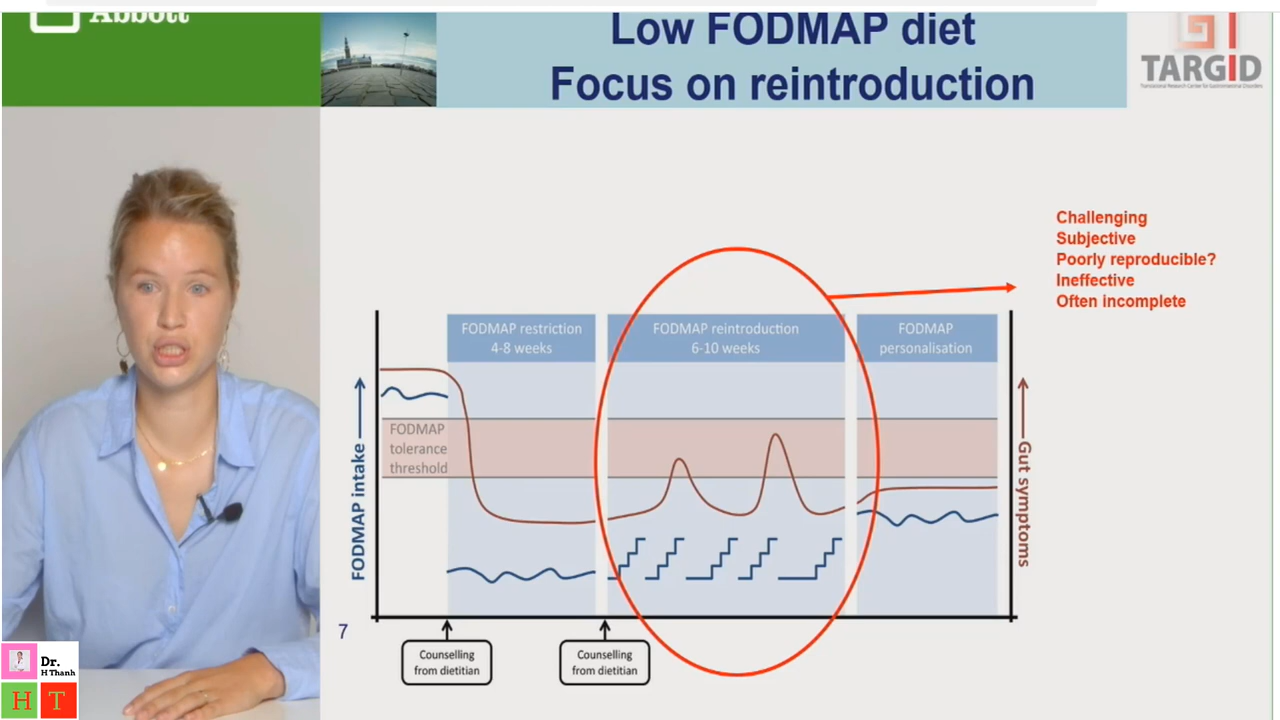 Abbott
Low FODMAP diet
Focus on reintroduction
TARGID
Challenging
Subjective
Poorly reproducible?
Ineffective
Often incomplete
FODMAP restriction
4-8 weeks
FODMAP reintroduction
6-10 weeks
FODMAP
personalisation
FODMAP
tolerance
threshold
FODMAP intake
Gut symptoms
7
Counselling
from dietitian
Counselling
from dietitian
Dr.
H Thanh
H T